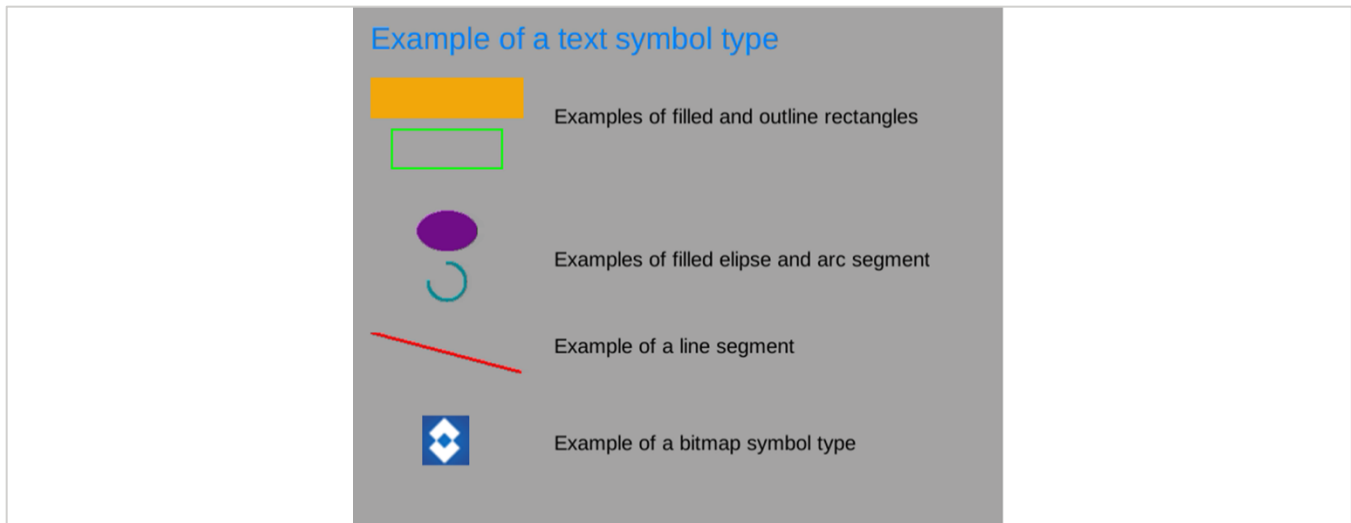 Example of a text symbol type
Examples of filled and outline rectangles
Examples of filled elipse and arc segment
Example of a line segment
Example of a bitmap symbol type